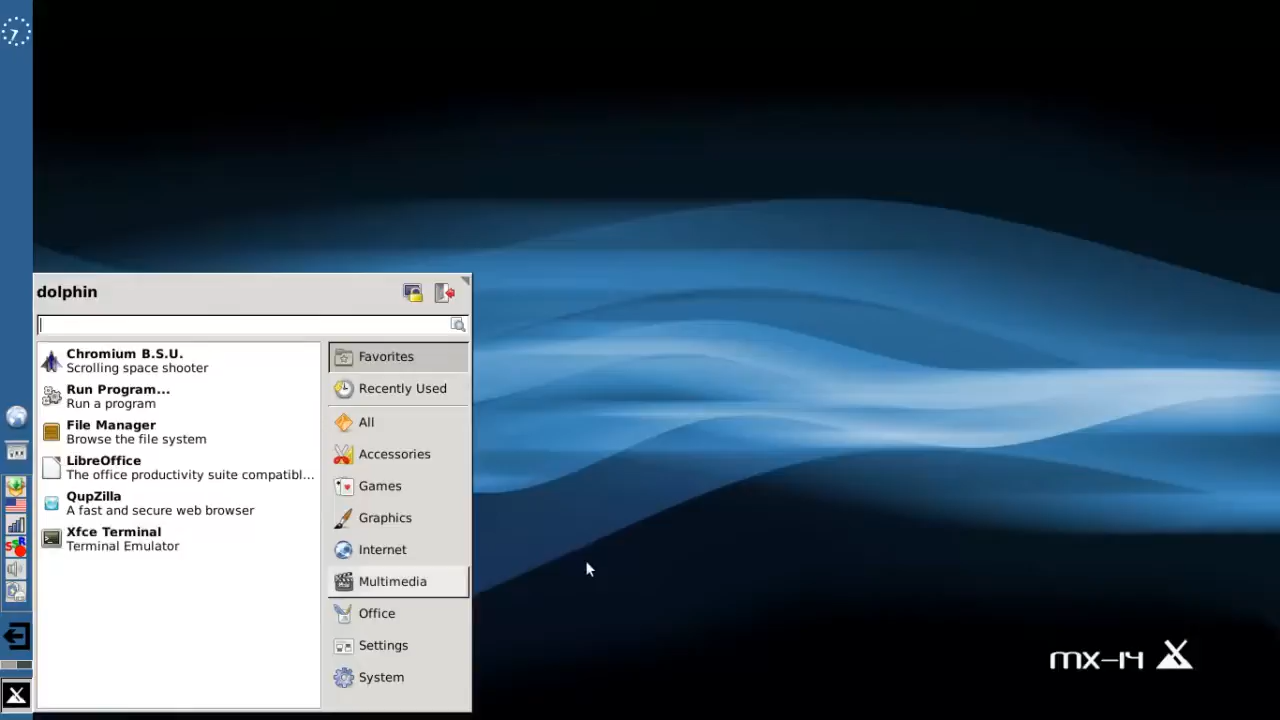 dolphin
Chromium B.S.U.
Scrolling space shooter
Run Program...
Run a program
File Manager
Browse the file system
LibreOffice
The office productivity suite compatibl...
QupZilla
A fast and secure web browser
Xfce Terminal
Terminal Emulator
Favorites
Recently Used
All
Accessories
Games
Graphics
Internet
Multimedia
Office
Settings
System
mx-14